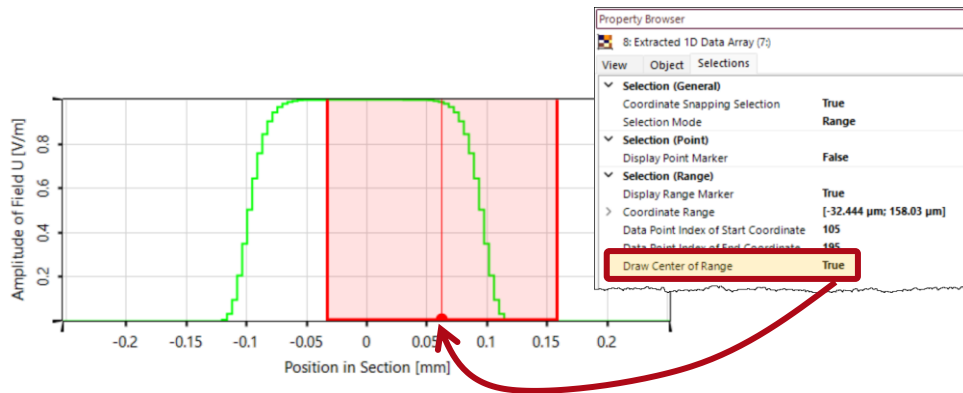 Property Browser
8: Extracted 1D Data Array (7:)
View Object Selections
Selection (General)
Coordinate Snapping Selection True
Selection Mode Range
Selection (Point)
Display Point Marker False
Selection (Range)
Display Range Marker True
Coordinate Range [-32.444 µm; 158.03 µm]
Data Point Index of Start Coordinate 105
Data Point Index of End Coordinate 195
Draw Center of Range True
Amplitude of Field U [V/m]
0.8
0.6
0.4
0.2
-0.2 -0.15 -0.1 -0.05 0 0.05 0.1 0.15 0.2
Position in Section [mm]